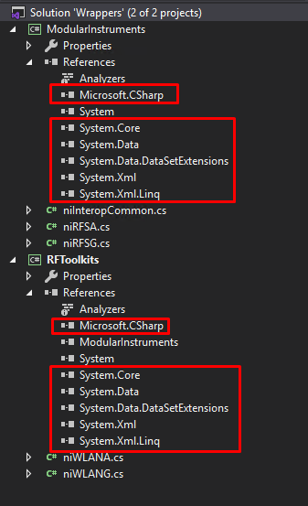 Solution 'Wrappers' (2 of 2 projects)
ModularInstruments
Properties
References
Analyzers
Microsoft.CSharp
System
System.Core
System.Data
System.Data.DataSetExtensions
System.Xml
System.Xml.Linq
niInteropCommon.cs
niRFSA.cs
niRFSG.cs
RFToolkits
Properties
References
Analyzers
Microsoft.CSharp
ModularInstruments
System
System.Core
System.Data
System.Data.DataSetExtensions
System.Xml
System.Xml.Linq
niWLANA.cs
niWLANG.cs